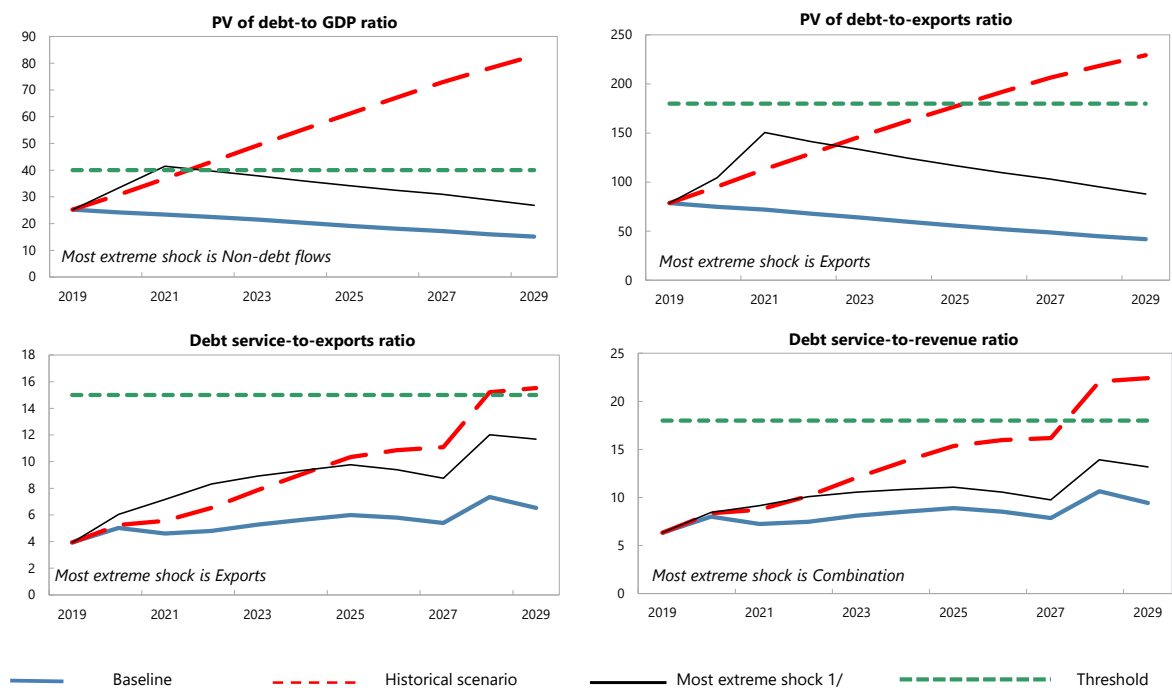 PV of debt-to GDP ratio
90
80
70
60
50
40
30
20
10
0
2019 2021 2023 2025 2027 2029
Most extreme shock is Non-debt flows
PV of debt-to-exports ratio
250
200
150
100
50
0
2019 2021 2023 2025 2027 2029
Most extreme shock is Exports
Debt service-to-exports ratio
18
16
14
12
10
8
6
4
2
0
2019 2021 2023 2025 2027 2029
Most extreme shock is Exports
Debt service-to-revenue ratio
25
20
15
10
5
0
2019 2021 2023 2025 2027 2029
Most extreme shock is Combination
Baseline Historical scenario Most extreme shock 1/ Threshold